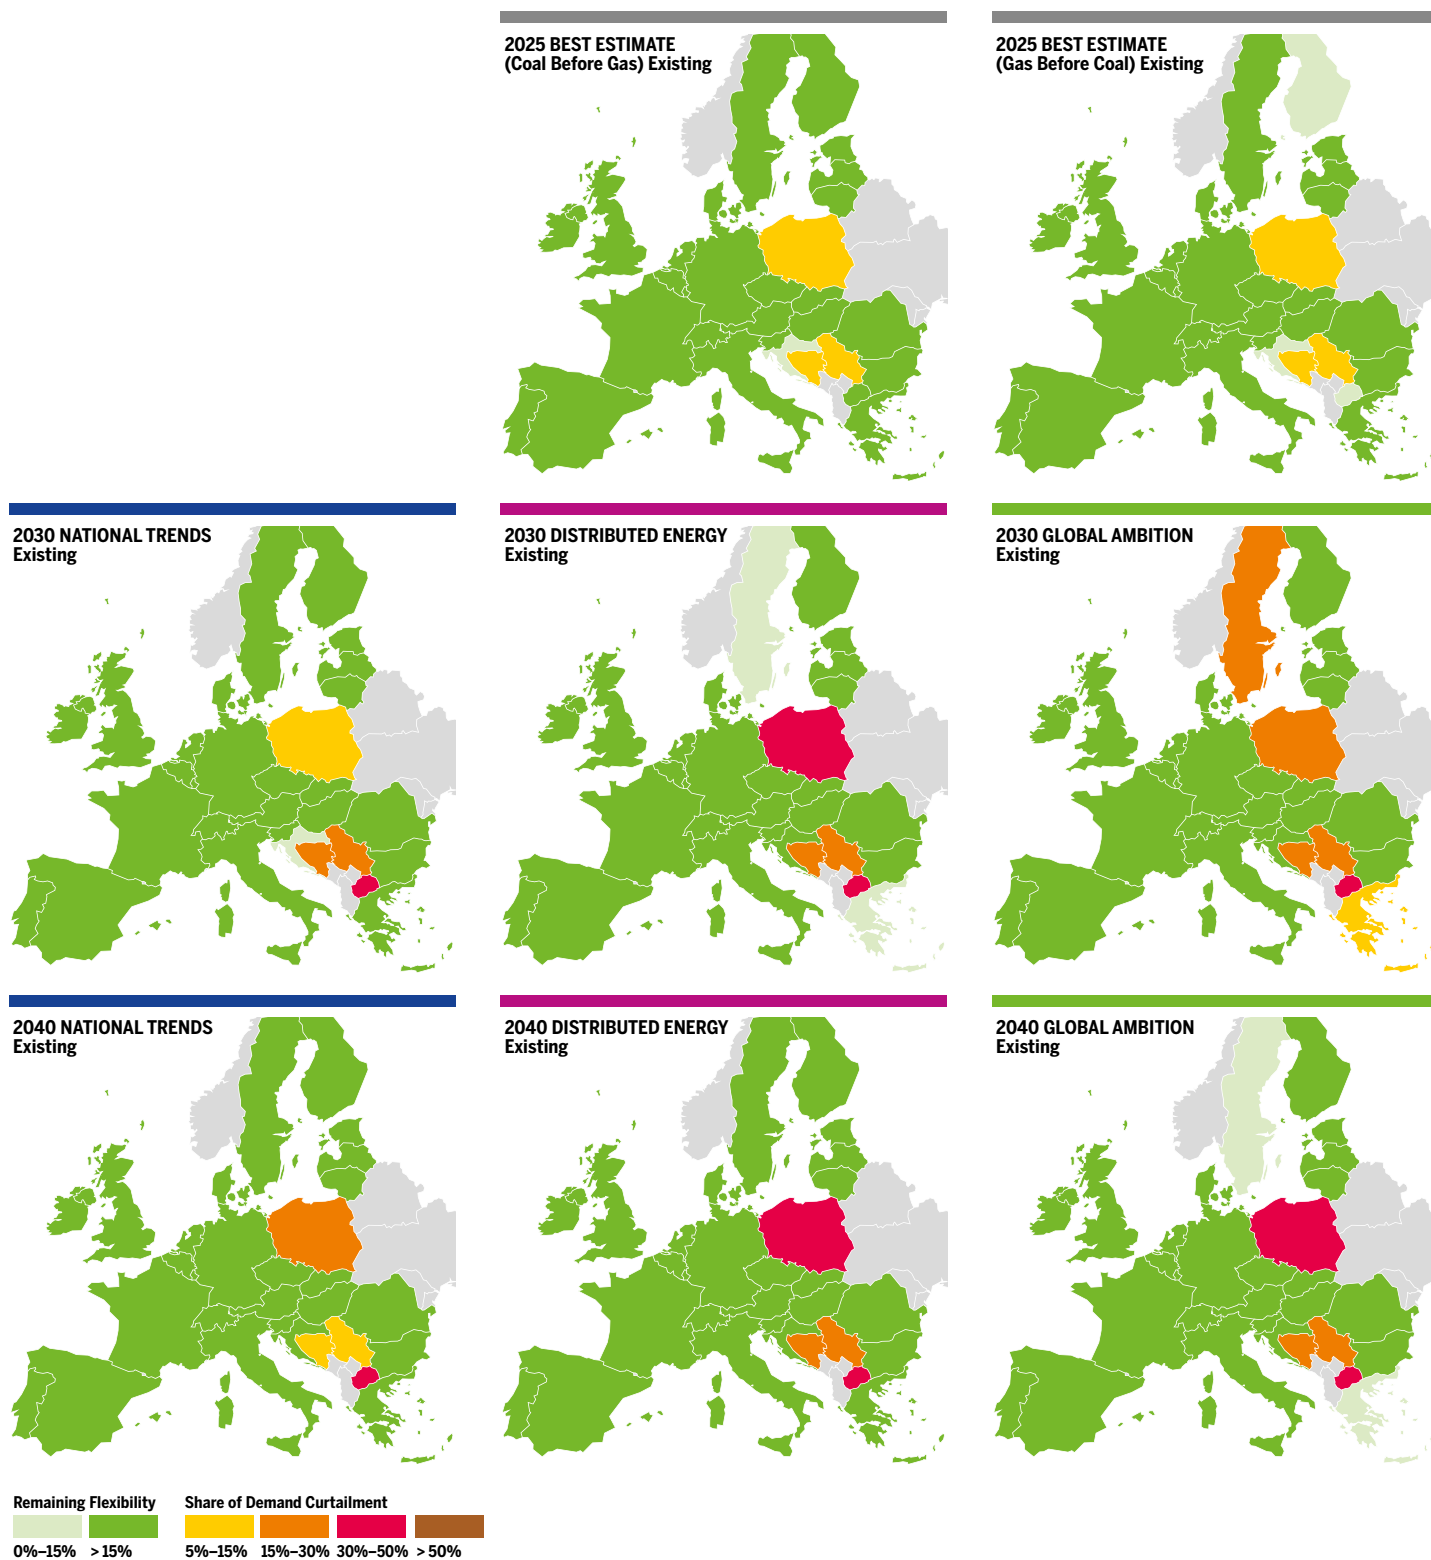 2025 BEST ESTIMATE
(Coal Before Gas) Existing
2025 BEST ESTIMATE
(Gas Before Coal) Existing
2030 NATIONAL TRENDS
Existing
2030 DISTRIBUTED ENERGY
Existing
2030 GLOBAL AMBITION
Existing
2040 NATIONAL TRENDS
Existing
2040 DISTRIBUTED ENERGY
Existing
2040 GLOBAL AMBITION
Existing
Remaining Flexibility
0%–15% > 15%
Share of Demand Curtailment
5%–15% 15%–30% 30%–50% > 50%